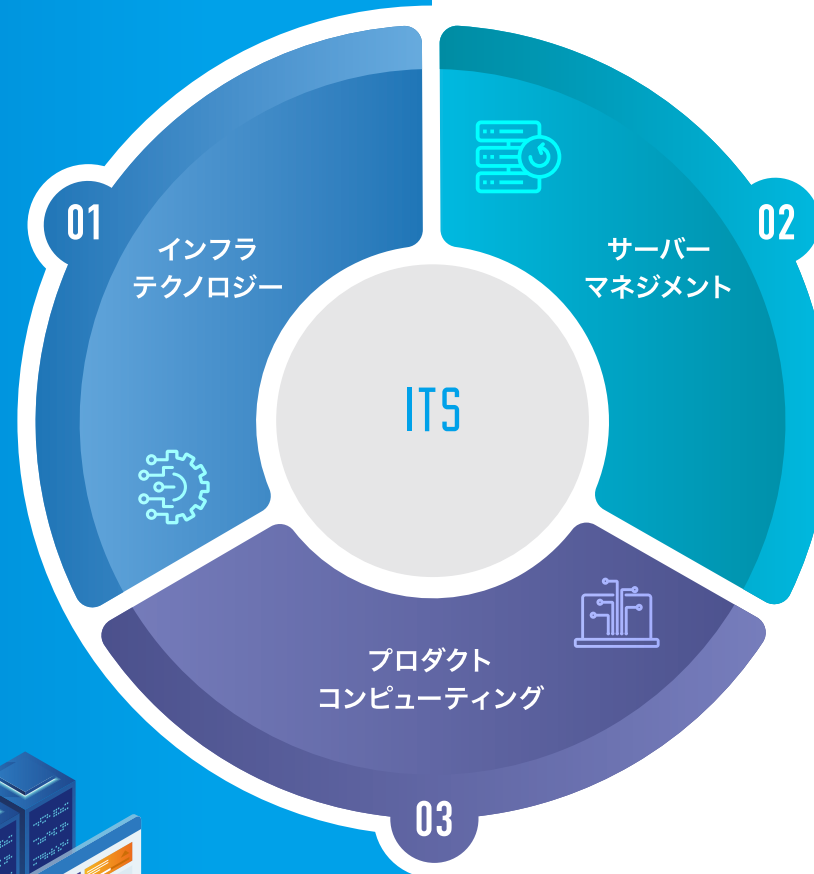 01
インフラ
テクノロジー
02
サーバー
マネジメント
ITS
プロダクト
コンピューティング
03